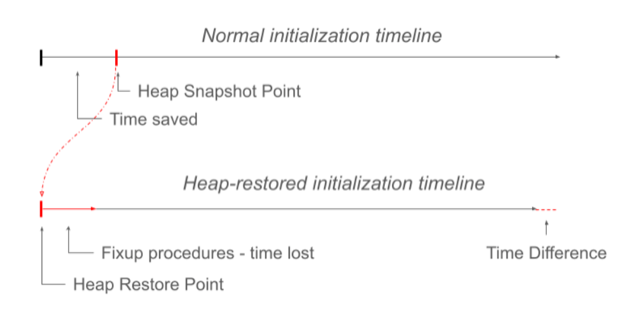 Normal initialization timeline
Heap Snapshot Point
Time saved
Heap-restored initialization timeline
Fixup procedures - time lost
Time Difference
Heap Restore Point